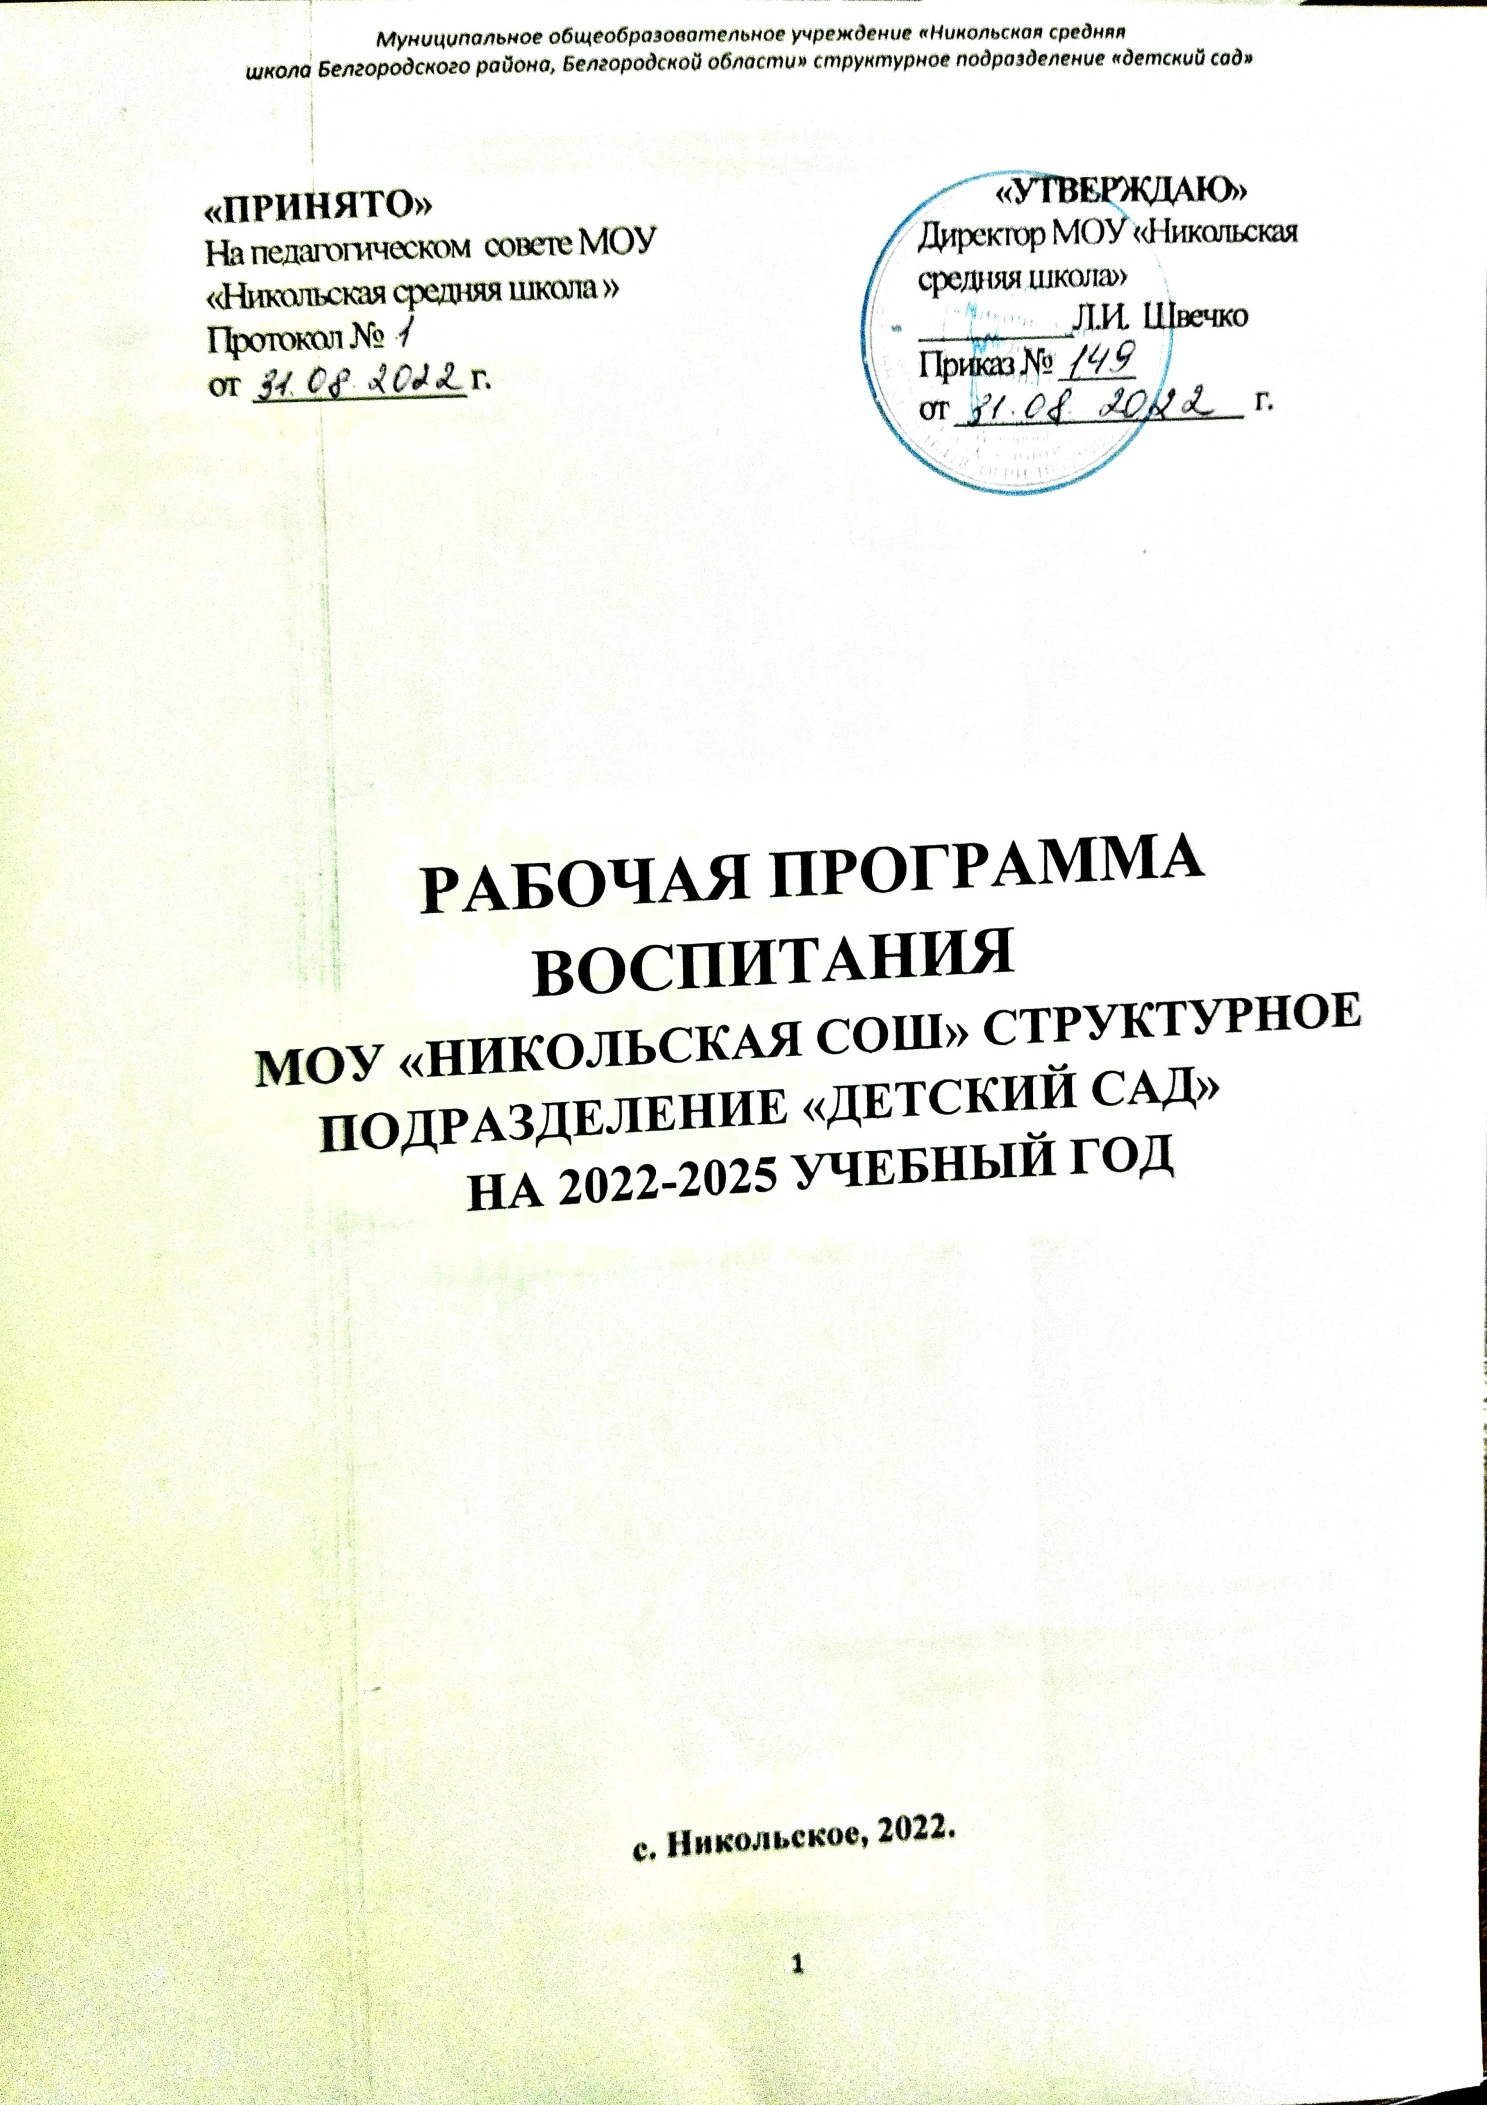 Муниципальное общеобразовательное учреждение «Никольская средняя
школа Белгородского района, Белгородской области» структурное подразделение «детский сад»
«ПРИНЯТО»
На педагогическом совете МОУ
«Никольская средняя школа »
Протокол № 1
от 31.08.2022 г.
«УТВЕРЖДАЮ»
Директор МОУ «Никольская
средняя школа»
____________Л.И. Швечко
Приказ № 149
от 31.08.2022 г.
РАБОЧАЯ ПРОГРАММА
ВОСПИТАНИЯ
МОУ «НИКОЛЬСКАЯ СОШ» СТРУКТУРНОЕ
ПОДРАЗДЕЛЕНИЕ «ДЕТСКИЙ САД»
НА 2022-2025 УЧЕБНЫЙ ГОД
с. Никольское, 2022.
1